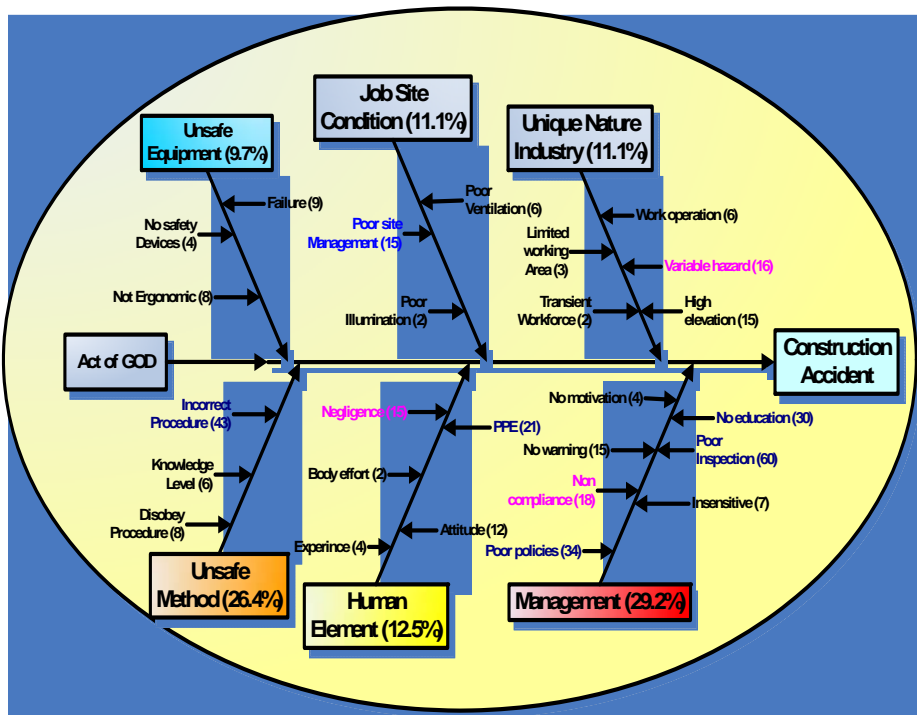 Job Site
Condition (11.1%)
Unique Nature
Industry (11.1%)
Unsafe
Equipment (9.7%)
Failure (9)
No safety
Devices (4)
Not Ergonomic (8)
Poor
Ventilation (6)
Poor site
Management (15)
Poor
Illumination (2)
Work operation (6)
Limited
working
Area (3)
Variable hazard (16)
Transient
Workforce (2)
High
elevation (15)
Act of GOD
Construction
Accident
Incorrect
Procedure (43)
Knowledge
Level (6)
Disobey
Procedure (8)
Unsafe
Method (26.4%)
Negligence (15)
PPE (21)
Body effort (2)
Attitude (12)
Experince (4)
Human
Element (12.5%)
No motivation (4)
No education (30)
No warning (15)
Poor
Inspection (60)
Non
compliance (18)
Insensitive (7)
Poor policies (34)
Management (29.2%)